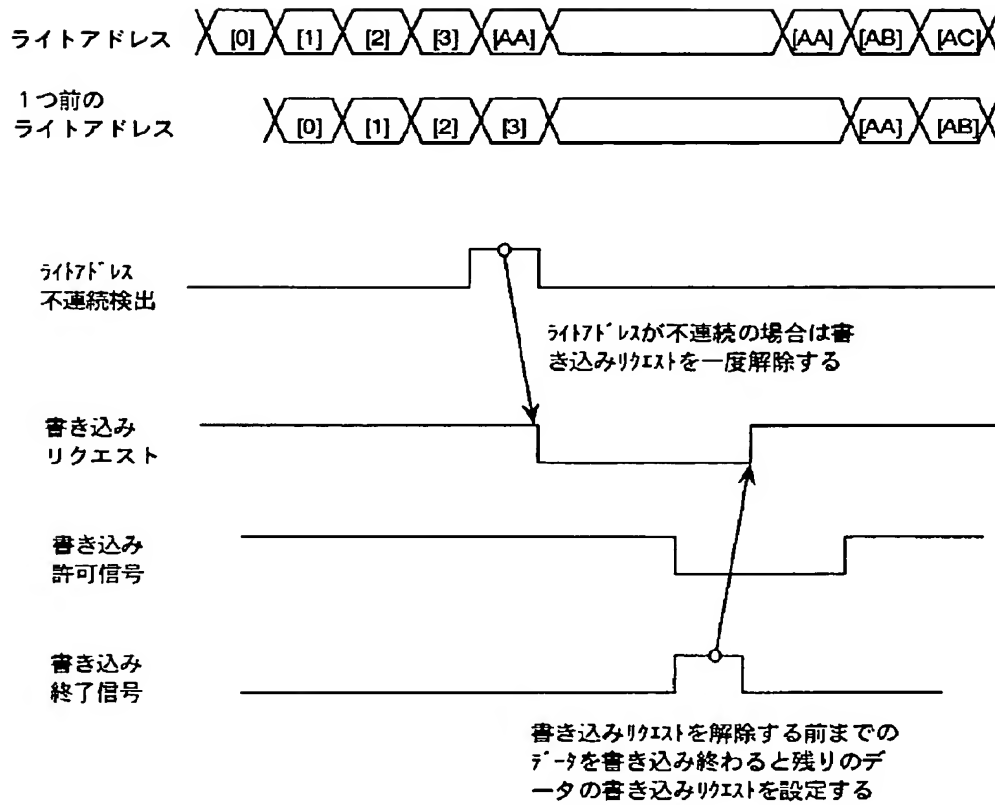 ライトアドレス [0] [1] [2] [3] [AA] [AA] [AB] [AC]
1つ前の
ライトアドレス [0] [1] [2] [3] [AA] [AB]
ﾗｲﾄｱﾄﾞﾚｽ
不連続検出
ﾗｲﾄｱﾄﾞﾚｽが不連続の場合は書
き込みﾘｸｴｽﾄを一度解除する
書き込み
リクエスト
書き込み
許可信号
書き込み
終了信号
書き込みﾘｸｴｽﾄを解除する前までの
ﾃﾞｰﾀを書き込み終わると残りのデ
ータの書き込みﾘｸｴｽﾄを設定する